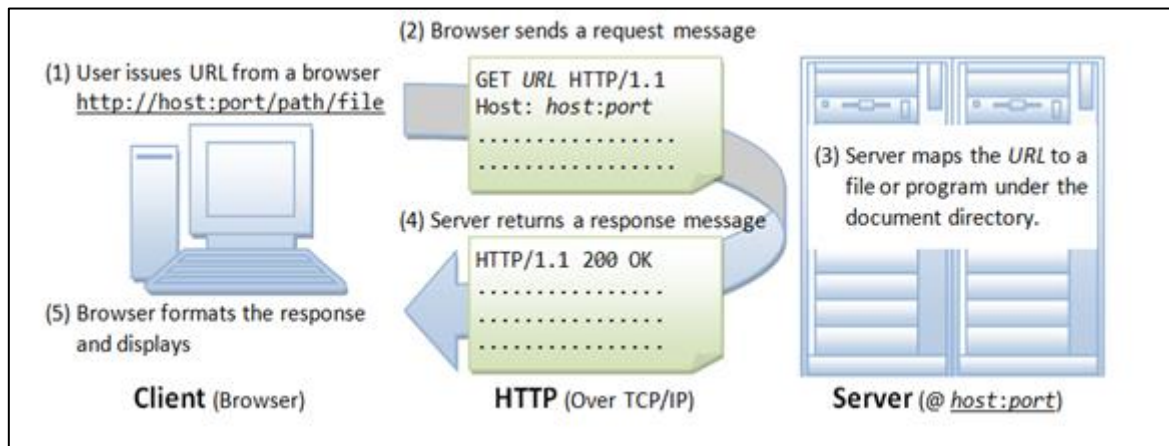 (1) User issues URL from a browser
http://host:port/path/file
(2) Browser sends a request message
GET URL HTTP/1.1
Host: host:port
. . . . . . . . . . . . . . . . .
. . . . . . . . . . . . . . . . .
(3) Server maps the URL to a
file or program under the
document directory.
(4) Server returns a response message
HTTP/1.1 200 OK
. . . . . . . . . . . . . . . .
. . . . . . . . . . . . . . . .
. . . . . . . . . . . . . . . .
(5) Browser formats the response
and displays
Client (Browser)
HTTP (Over TCP/IP)
Server (@ host:port)